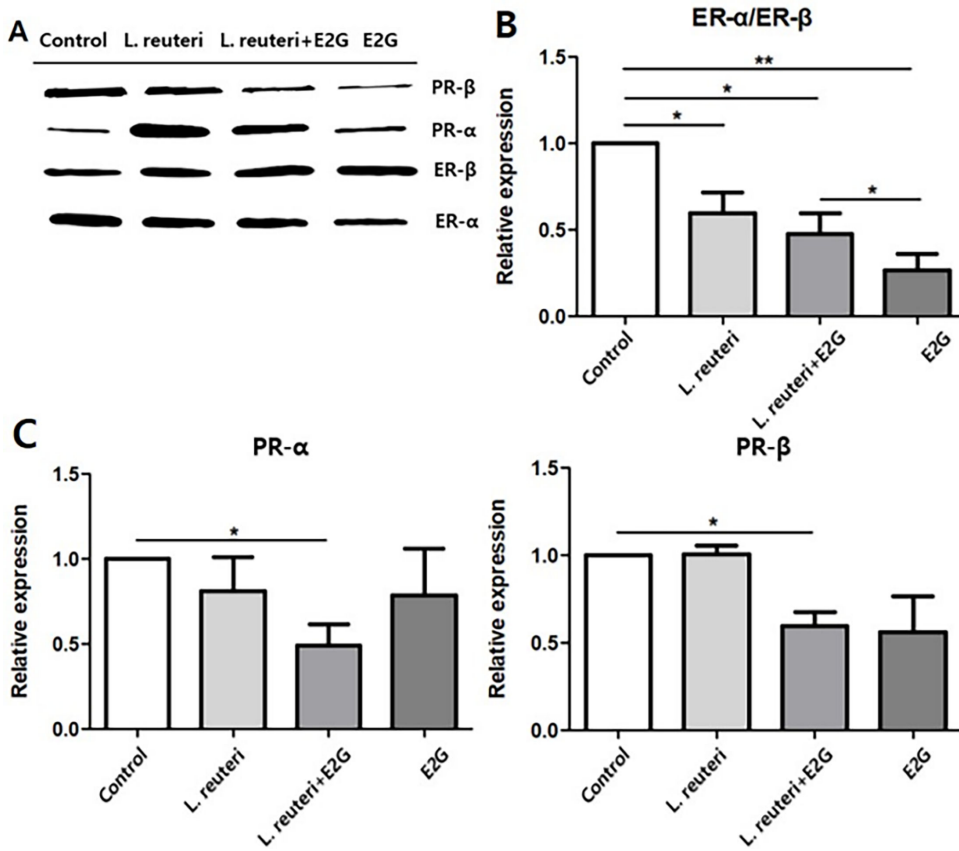 A
Control L. reuteri L. reuteri+E2G E2G
PR-β
PR-α
ER-β
ER-α
B
ER-α/ER-β
Relative expression
1.5
1.0
0.5
0.0
**
*
*
*
Control
L. reuteri
L. reuteri+E2G
E2G
C
PR-α
Relative expression
1.5
1.0
0.5
0.0
*
Control
L. reuteri
L. reuteri+E2G
E2G
PR-β
Relative expression
1.5
1.0
0.5
0.0
*
Control
L. reuteri
L. reuteri+E2G
E2G